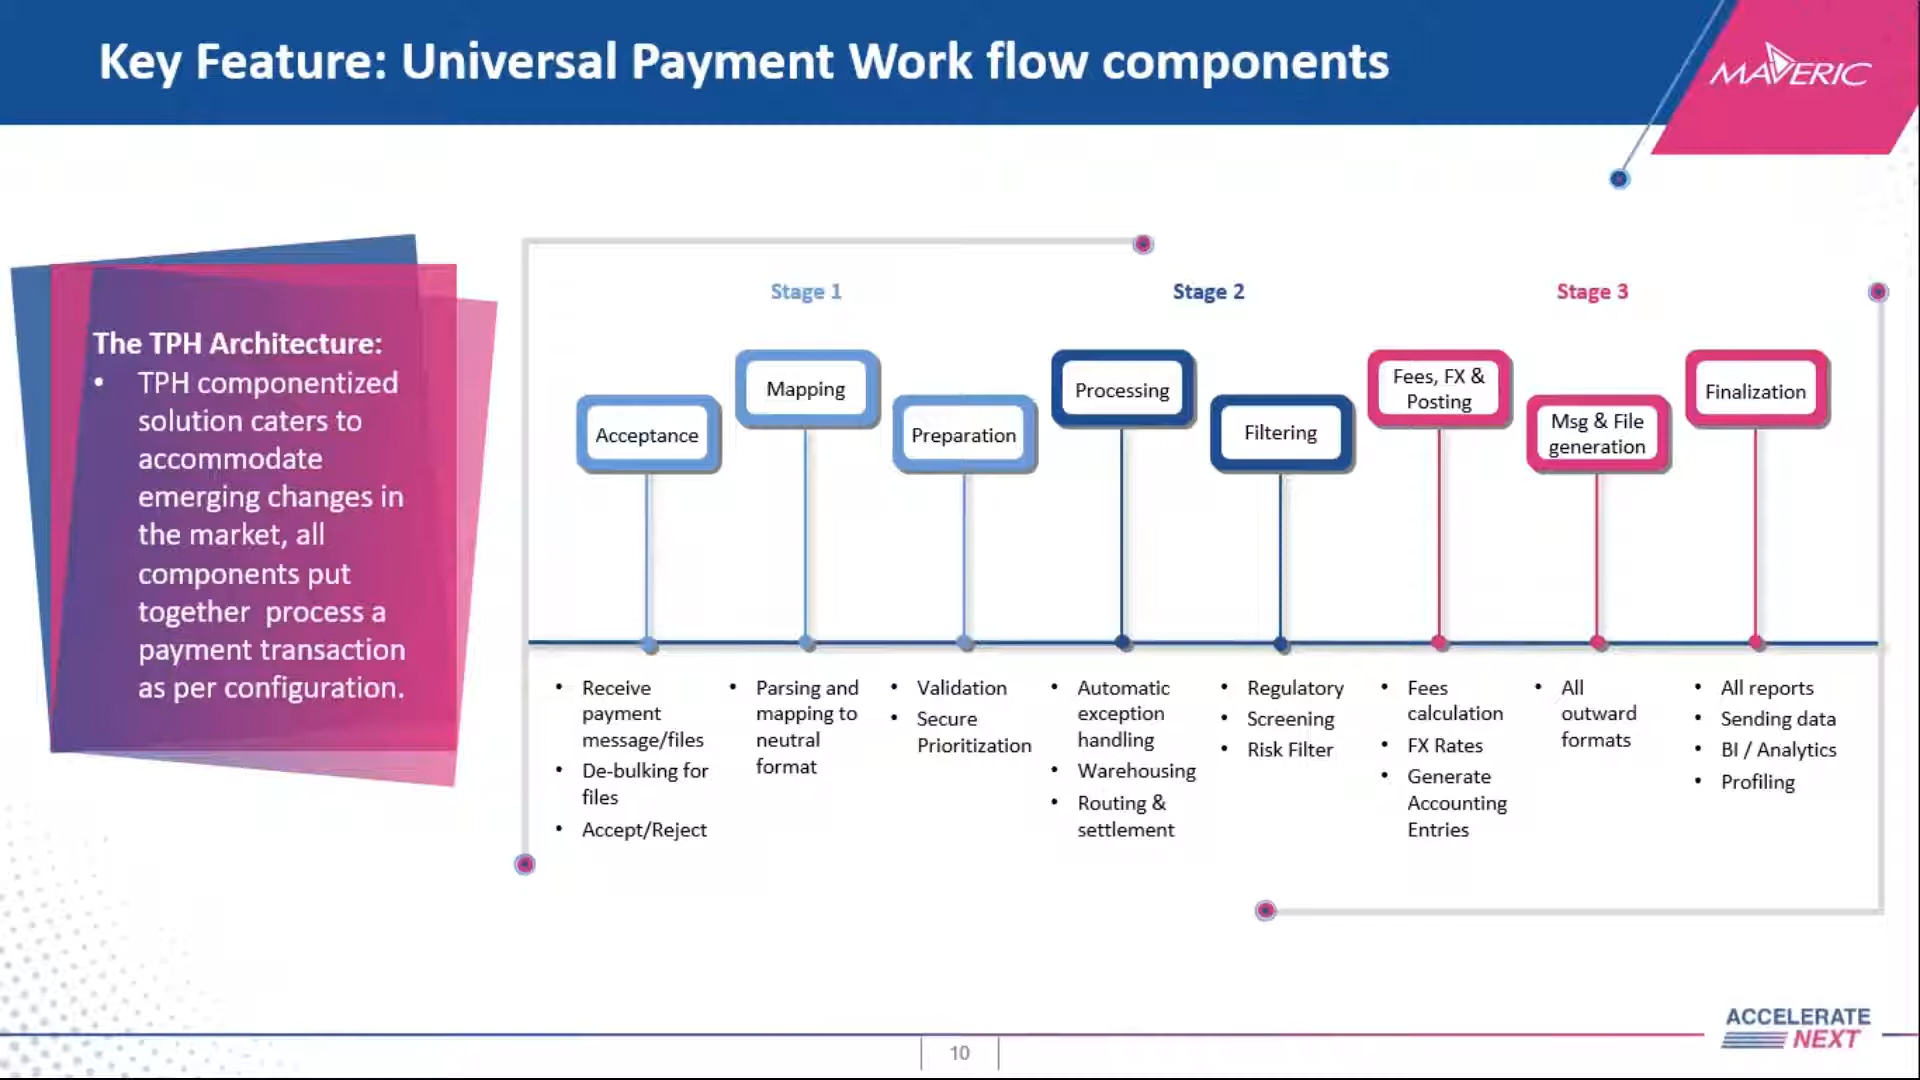 Key Feature: Universal Payment Work flow components
MAVERIC
The TPH Architecture:
• TPH componentized
solution caters to
accommodate
emerging changes in
the market, all
components put
together process a
payment transaction
as per configuration.
Stage 1
Stage 2
Stage 3
Acceptance
Mapping
Preparation
Processing
Filtering
Fees, FX &
Posting
Msg & File
generation
Finalization
• Receive
payment
message/files
• De-bulking for
files
• Accept/Reject
• Parsing and
mapping to
neutral
format
• Validation
• Secure
Prioritization
• Automatic
exception
handling
• Warehousing
• Routing &
settlement
• Regulatory
• Screening
• Risk Filter
• Fees
calculation
• FX Rates
• Generate
Accounting
Entries
• All
outward
formats
• All reports
• Sending data
• BI / Analytics
• Profiling
10
ACCELERATE
NEXT